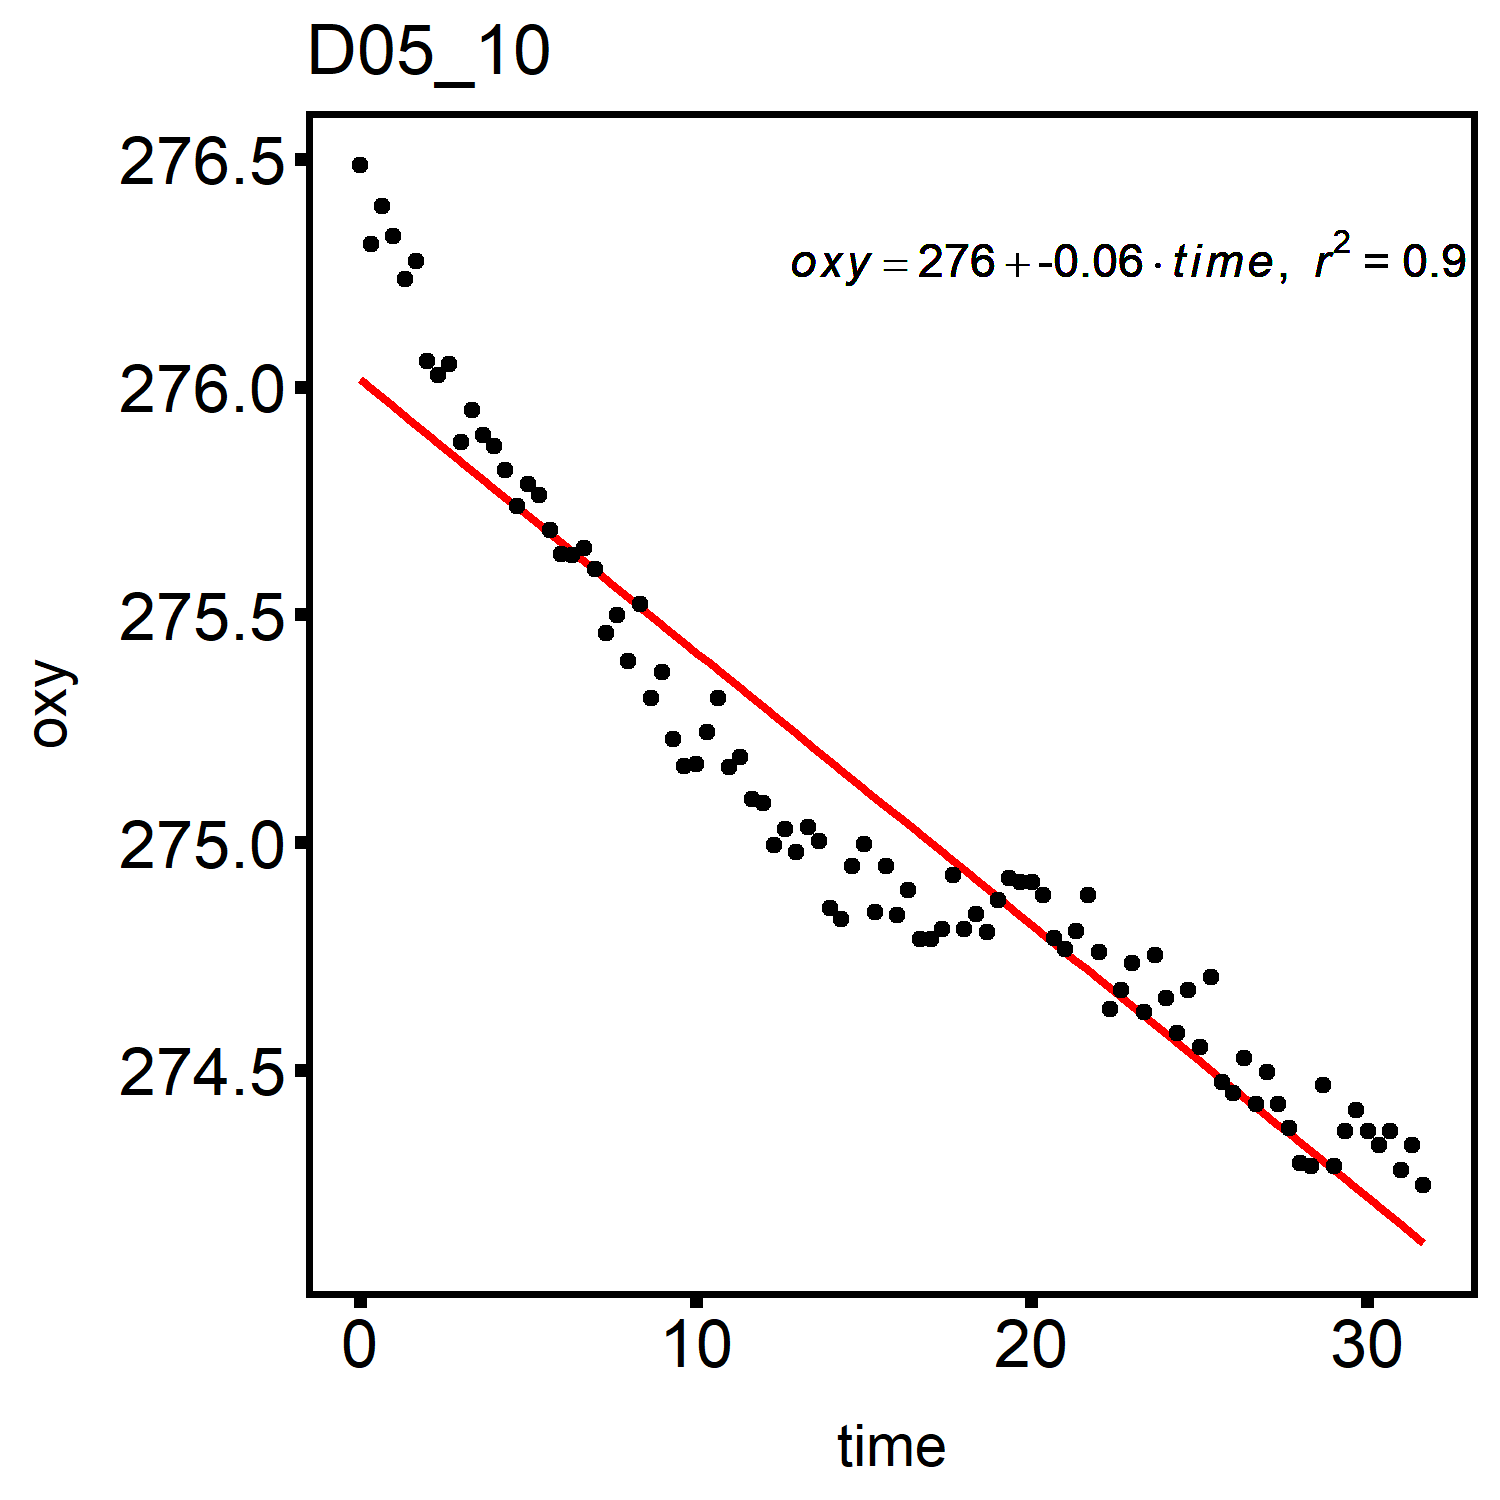 D05_10
276.5
276.0
275.5
275.0
274.5
oxy = 276 + -0.06 · time, r² = 0.9
oxy
0 10 20 30
time